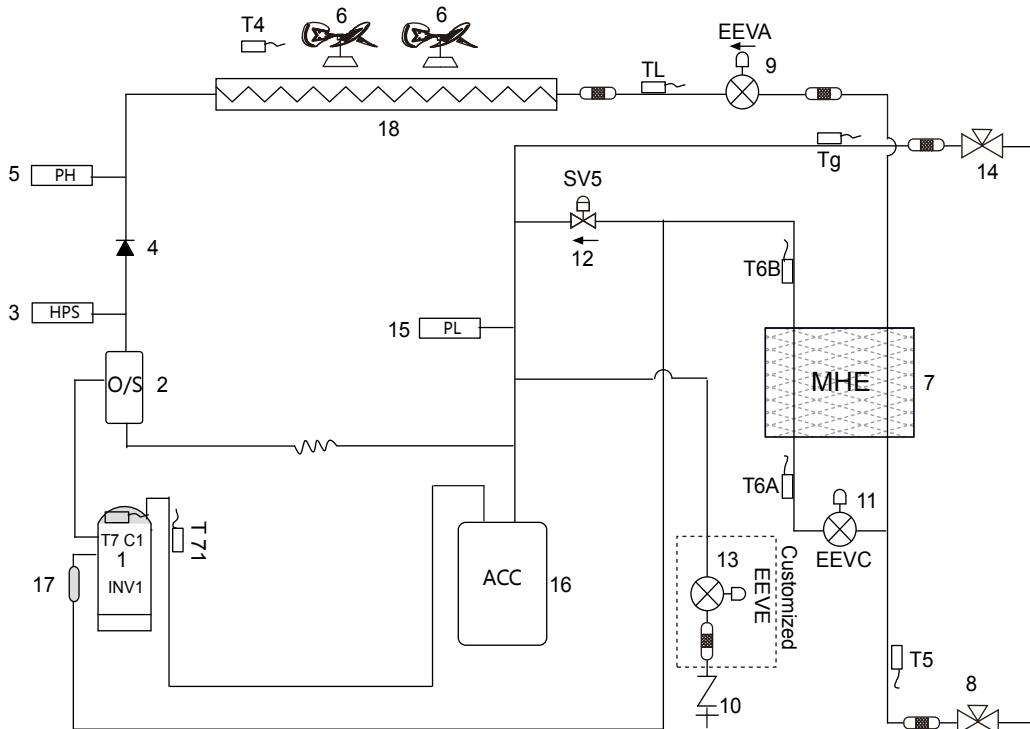 T4
6
6
EEVA
9
TL
18
Tg
14
5
PH
SV5
12
4
T6B
3
HPS
15
PL
MHE
7
O/S
2
T6A
11
EEVC
T71
T7 C1
1
INV1
17
ACC
16
13
EEVE
Customized
T5
8
10